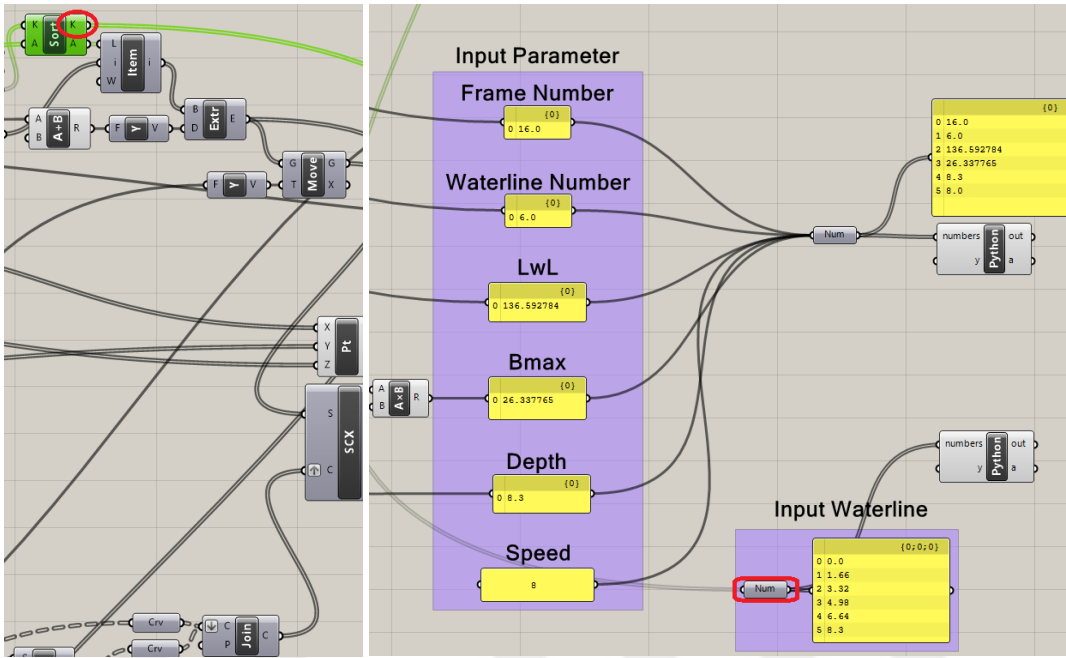 K
A
Sort
K
A
L
i
W
Item
i
A
B
A+B
R
F
Y
V
B
D
Extr
E
F
Y
V
G
T
Move
G
X
X
Y
Z
Pt
S
C
SCX
Crv
Crv
C
P
Join
C
S
Input Parameter
Frame Number
{0}
0 16.0
Waterline Number
{0}
0 6.0
LwL
{0}
0 136.592784
Bmax
A
B
A×B
R
{0}
0 26.337765
Depth
{0}
0 8.3
Speed
8
Num
{0}
0 16.0
1 6.0
2 136.592784
3 26.337765
4 8.3
5 8.0
numbers
y
Python
out
a
numbers
y
Python
out
a
Input Waterline
Num
{0;0;0}
0 0.0
1 1.66
2 3.32
3 4.98
4 6.64
5 8.3